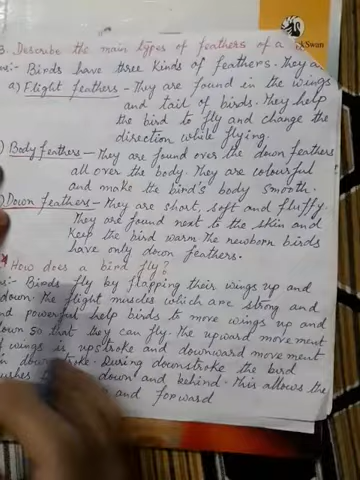 kSwan
3. Describe the main types of feathers of a
:- Birds have three kinds of feathers. They a
a) Flight feathers - They are found in the wings
and tail of birds. They help
the bird to fly and change the
direction while flying.
) Body feathers - They are found over the down feathers
all over the body. They are colourful
and make the bird's body smooth.
) Down feathers - They are short, soft and fluffy.
They are found next to the skin and
keep the bird warm. The newborn birds
have only down feathers.
* How does a bird fly?
:- Birds fly by flapping their wings up and
down. The flight muscles which are strong and
nd powerful help birds to move wings up and
down so that they can fly. The upward movement
f wings is upstroke and downward movement
During downstroke the bird
ushes down and behind. This allows the
and forward